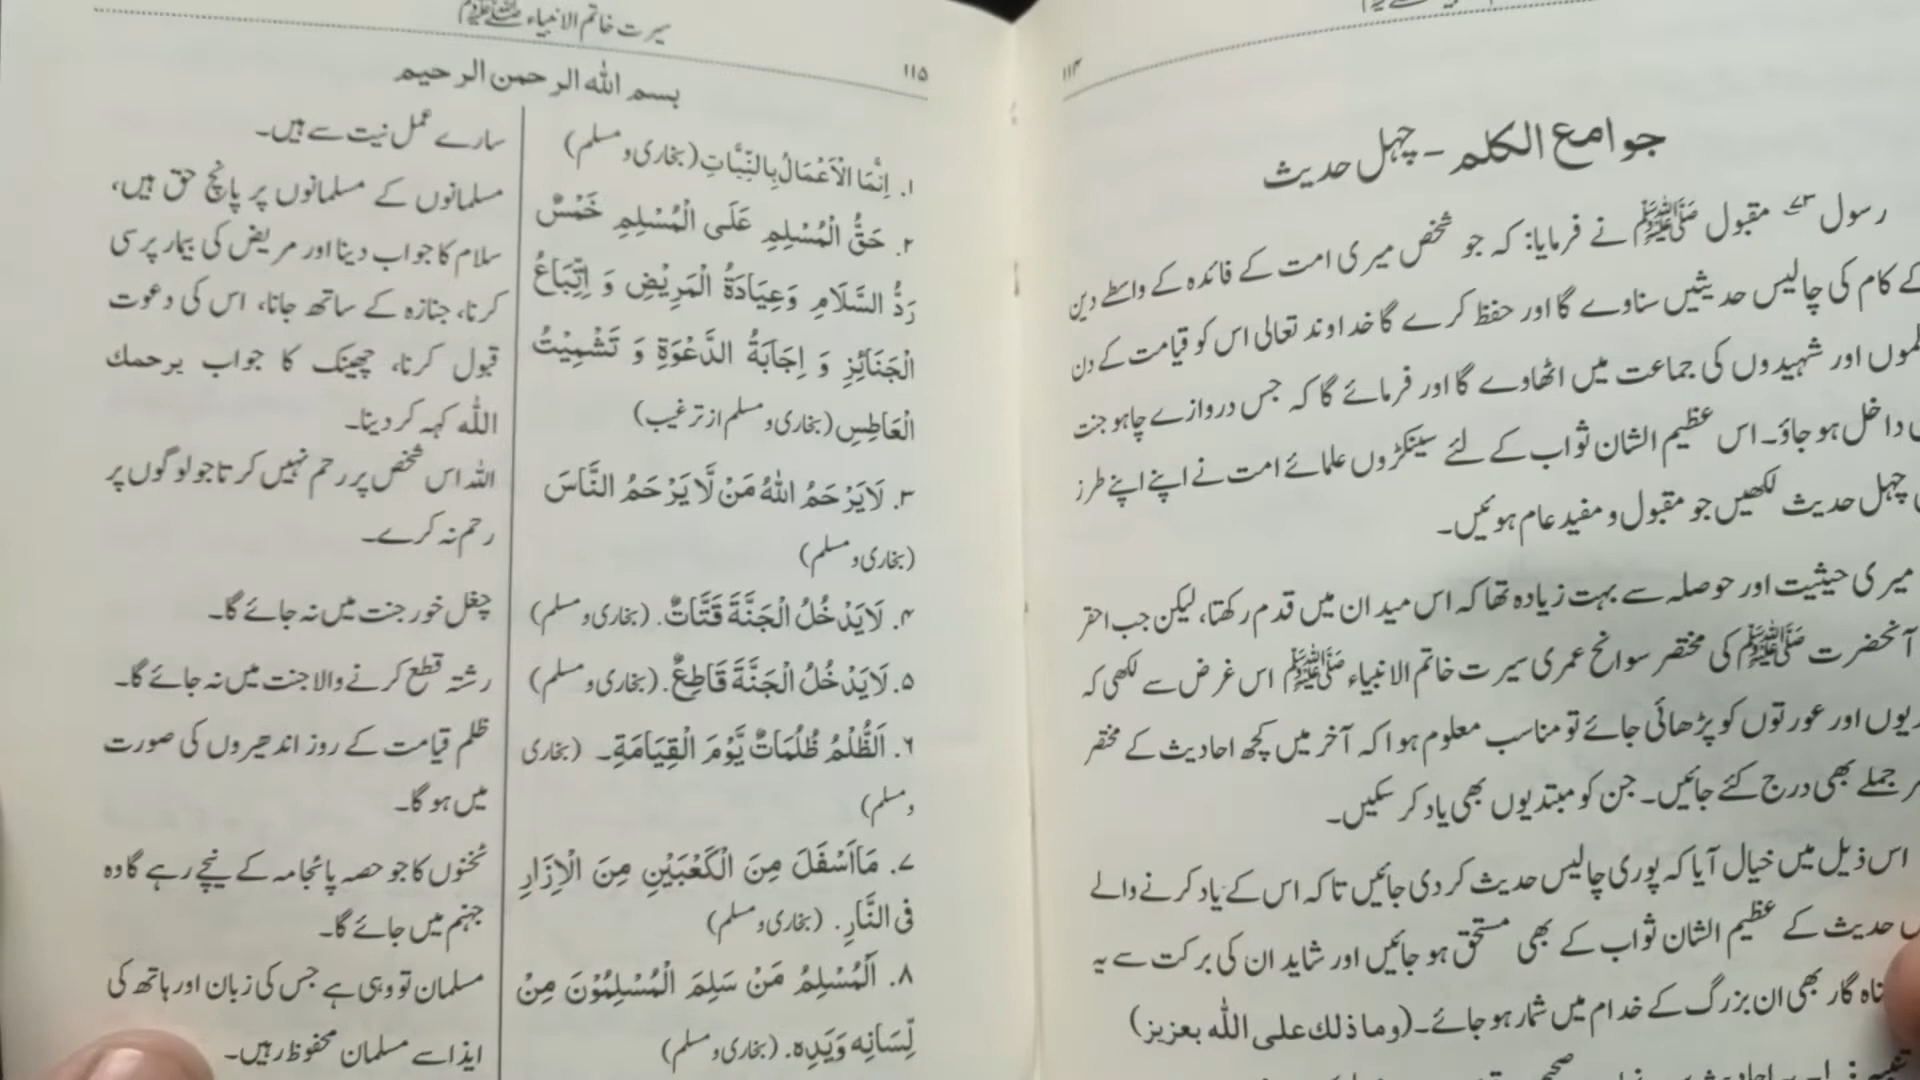 ۱۱۴
جوامع الکلم - چہل حدیث
رسول مقبول ﷺ نے فرمایا: کہ جو شخص میری امت کے فائدہ کے واسطے دین
کے کام کی چالیس حدیثیں سناوے گا اور حفظ کرے گا خداوند تعالی اس کو قیامت کے دن
اور شہیدوں کی جماعت میں اٹھاوے گا اور فرمائے گا کہ جس دروازے چاہو جنت
داخل ہو جاؤ۔ اس عظیم الشان ثواب کے لئے سینکڑوں علمائے امت نے اپنے اپنے طرز
چہل حدیث لکھیں جو مقبول و مفید عام ہوئیں۔
میری حیثیت اور حوصلہ سے بہت زیادہ تھا کہ اس میدان میں قدم رکھتا، لیکن جب احقر
آنحضرت ﷺ کی مختصر سوانح عمری سیرت خاتم الانبیاء ﷺ اس غرض سے لکھی کہ
اور عورتوں کو پڑھائی جائے تو مناسب معلوم ہوا کہ آخر میں کچھ احادیث کے مختصر
جملے بھی درج کئے جائیں۔ جن کو مبتدیوں بھی یاد کر سکیں۔
اس ذیل میں خیال آیا کہ پوری چالیس حدیث کر دی جائیں تاکہ اس کے یاد کرنے والے
حدیث کے عظیم الشان ثواب کے بھی مستحق ہو جائیں اور شاید ان کی برکت سے یہ
گار بھی ان بزرگ کے خدام میں شمار ہو جائے۔ (وما ذلك على الله بعزيز)
سیرت خاتم الانبیاء ﷺ
۱۱۵
بسم الله الرحمن الرحيم
۱. اِنَّمَا الْاَعْمَالُ بِالنِّيَّاتِ (بخاری و مسلم)
۲. حَقُّ الْمُسْلِمِ عَلَى الْمُسْلِمِ خَمْسٌ
رَدُّ السَّلَامِ وَعِيَادَةُ الْمَرِيْضِ وَ اِتِّبَاعُ
الْجَنَائِزِ وَ اِجَابَةُ الدَّعْوَةِ وَ تَشْمِيْتُ
الْعَاطِسِ (بخاری و مسلم از ترغیب)
۳. لَا يَرْحَمُ اللهُ مَنْ لَّا يَرْحَمُ النَّاسَ
(بخاری و مسلم)
۴. لَا يَدْخُلُ الْجَنَّةَ قَتَّاتٌ. (بخاری و مسلم)
۵. لَا يَدْخُلُ الْجَنَّةَ قَاطِعٌ. (بخاری و مسلم)
۶. اَلظُّلْمُ ظُلُمَاتٌ يَّوْمَ الْقِيَامَةِ۔ (بخاری
و مسلم)
۷. مَا اَسْفَلَ مِنَ الْكَعْبَيْنِ مِنَ الْاِزَارِ
فِى النَّارِ. (بخاری و مسلم)
۸. اَلْمُسْلِمُ مَنْ سَلِمَ الْمُسْلِمُوْنَ مِنْ
لِّسَانِهٖ وَيَدِهٖ. (بخاری و مسلم)
سارے عمل نیت سے ہیں۔
مسلمانوں کے مسلمانوں پر پانچ حق ہیں،
سلام کا جواب دینا اور مریض کی بیمار پرسی
کرنا، جنازہ کے ساتھ جانا، اس کی دعوت
قبول کرنا، چھینک کا جواب یرحمك
الله کہہ کر دینا۔
اللہ اس شخص پر رحم نہیں کرتا جو لوگوں پر
رحم نہ کرے۔
چغل خور جنت میں نہ جائے گا۔
رشتہ قطع کرنے والا جنت میں نہ جائے گا۔
ظلم قیامت کے روز اندھیروں کی صورت
میں ہو گا۔
ٹخنوں کا جو حصہ پائجامہ کے نیچے رہے گا وہ
جہنم میں جائے گا۔
مسلمان تو وہی ہے جس کی زبان اور ہاتھ کی
ایذا سے مسلمان محفوظ رہیں۔